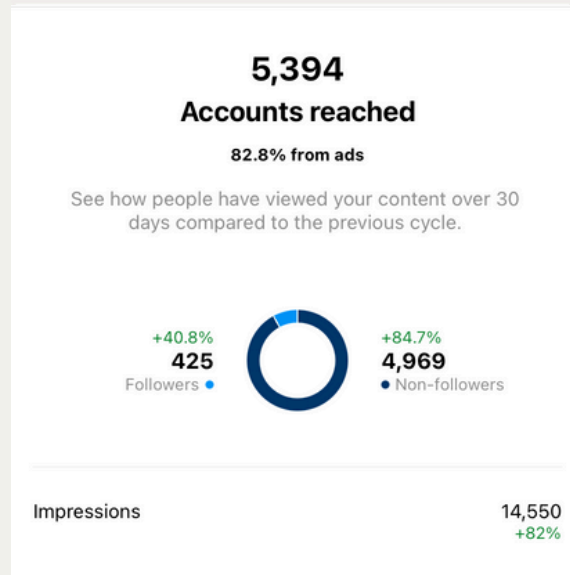 5,394
Accounts reached
82.8% from ads
See how people have viewed your content over 30
days compared to the previous cycle.
+40.8%
425
Followers
+84.7%
4,969
Non-followers
Impressions
14,550
+82%